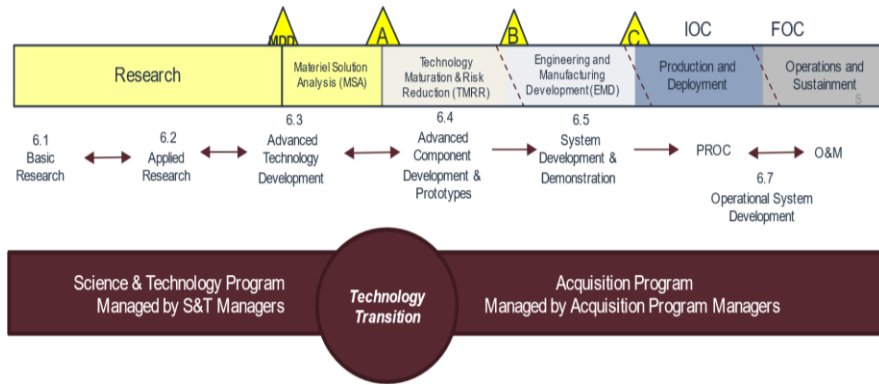 MDD
A
B
C
IOC
FOC
Research
Materiel Solution
Analysis (MSA)
Technology
Maturation & Risk
Reduction (TMRR)
Engineering and
Manufacturing
Development (EMD)
Production and
Deployment
Operations and
Sustainment
5
6.1
Basic
Research
6.2
Applied
Research
6.3
Advanced
Technology
Development
6.4
Advanced
Component
Development &
Prototypes
6.5
System
Development &
Demonstration
PROC
O&M
6.7
Operational System
Development
Science & Technology Program
Managed by S&T Managers
Technology
Transition
Acquisition Program
Managed by Acquisition Program Managers